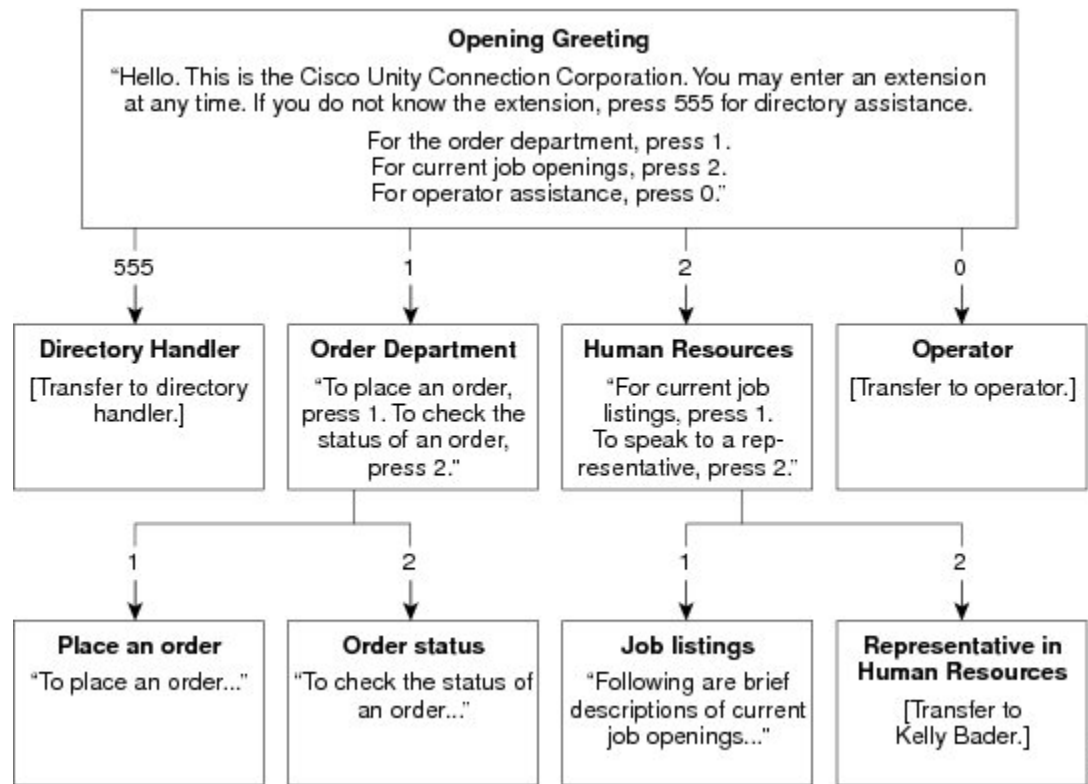 Opening Greeting
“Hello. This is the Cisco Unity Connection Corporation. You may enter an extension
at any time. If you do not know the extension, press 555 for directory assistance.
For the order department, press 1.
For current job openings, press 2.
For operator assistance, press 0.”
555
1
2
0
Directory Handler
[Transfer to directory
handler.]
Order Department
“To place an order,
press 1. To check the
status of an order,
press 2."
Human Resources
“For current job
listings, press 1.
To speak to a rep-
resentative, press 2.”
Operator
[Transfer to operator.]
1
2
1
2
Place an order
“To place an order...”
Order status
“To check the status of
an order...”
Job listings
“Following are brief
descriptions of current
job openings...”
Representative in
Human Resources
[Transfer to
Kelly Bader.]